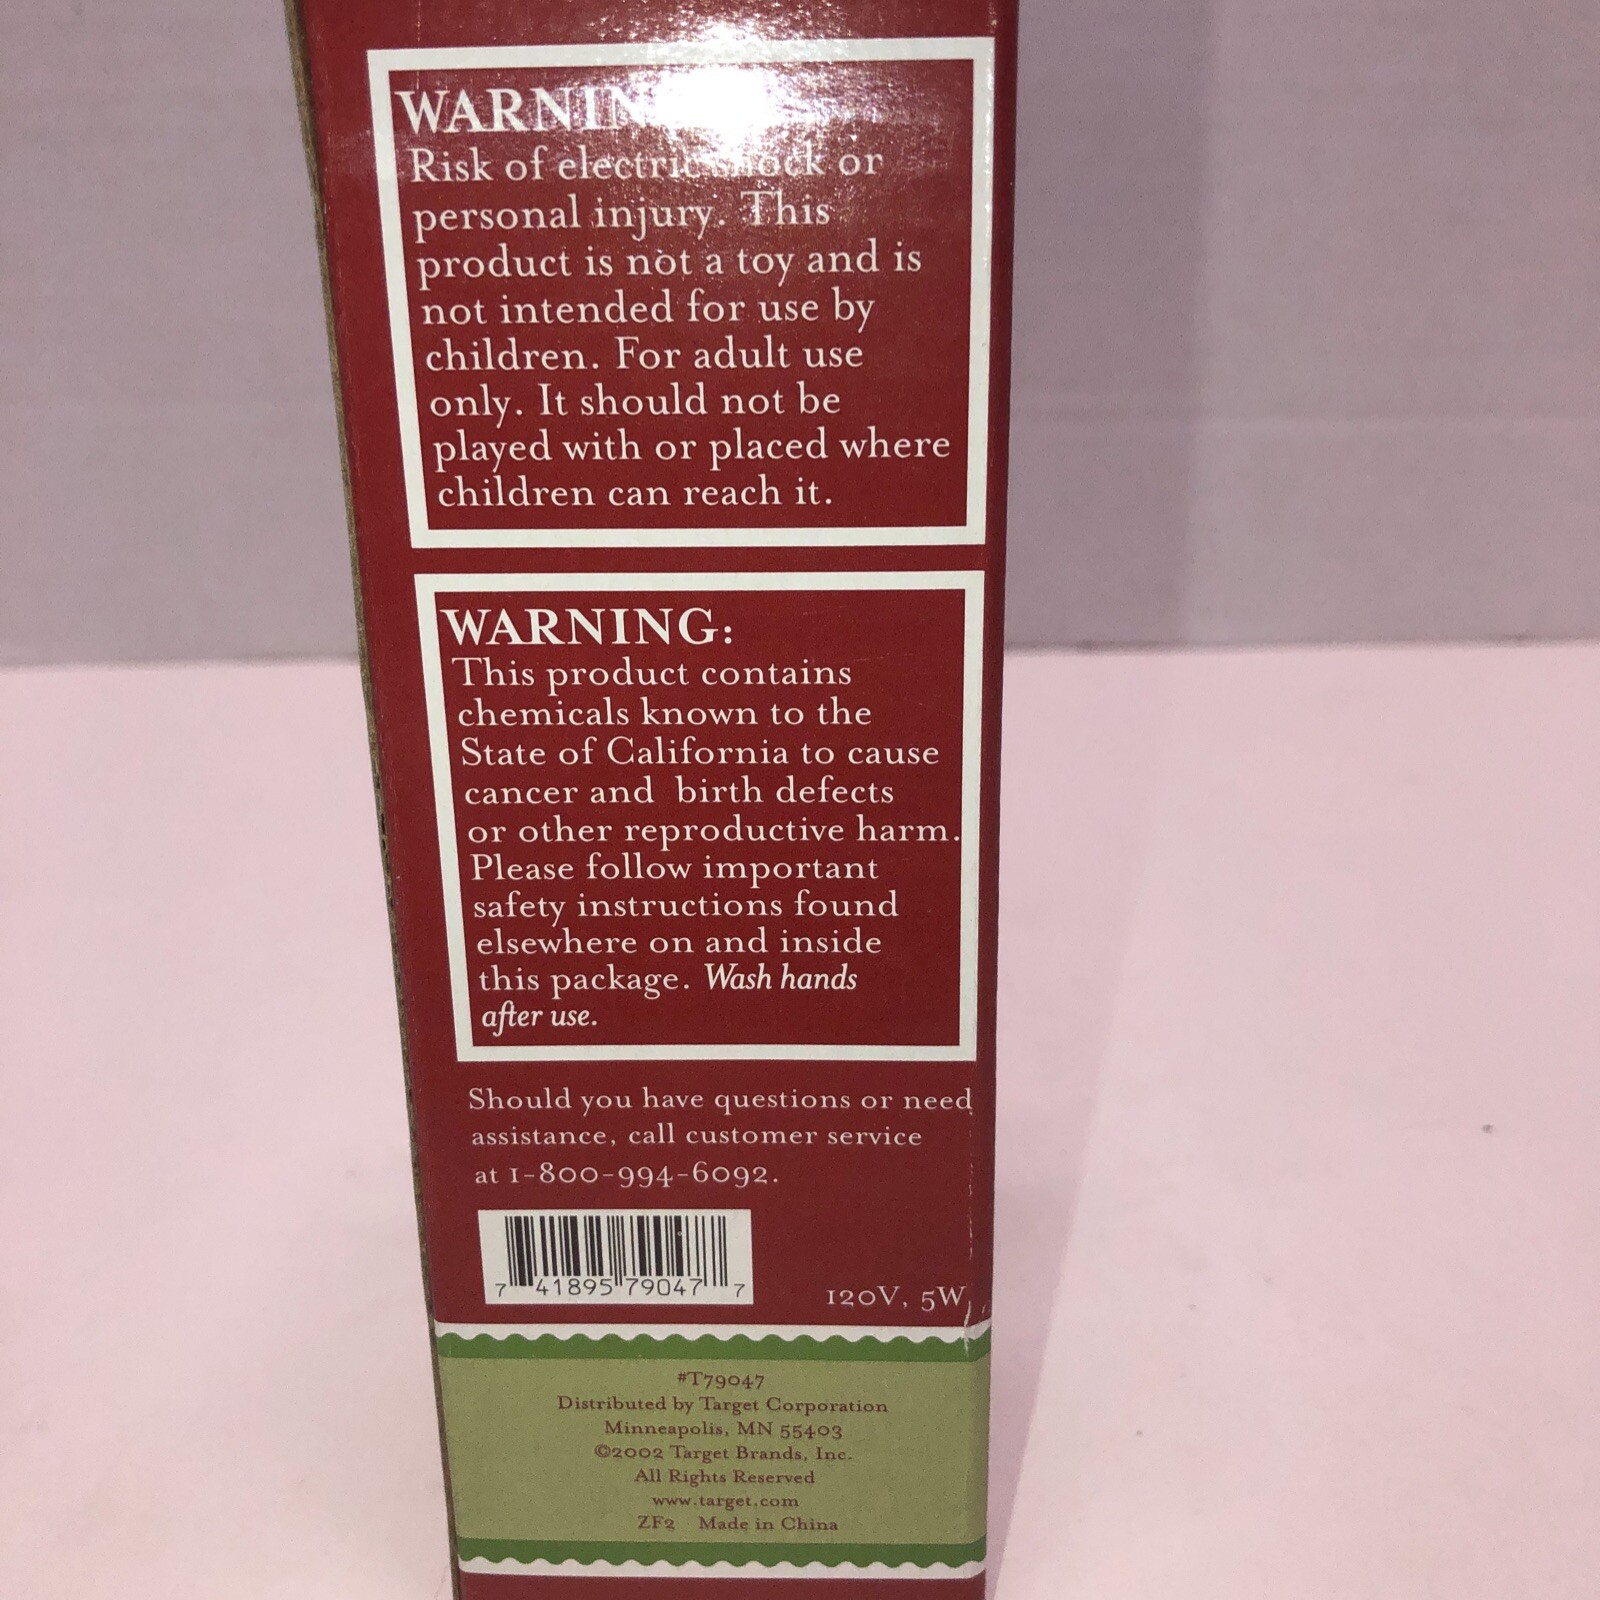 WARNIN
Risk of electric shock or
personal injury. This
product is not a toy and is
not intended for use by
children. For adult use
only. It should not be
played with or placed where
children can reach it.
WARNING:
This product contains
chemicals known to the
State of California to cause
cancer and birth defects
or other reproductive harm.
Please follow important
safety instructions found
elsewhere on and inside
this package. Wash hands
after use.
Should you have questions or need
assistance, call customer service
at 1-800-994-6092.
7 41895 79047 7
120V, 5W
#T79047
Distributed by Target Corporation
Minneapolis, MN 55403
©2002 Target Brands, Inc.
All Rights Reserved
www.target.com
ZF2 Made in China